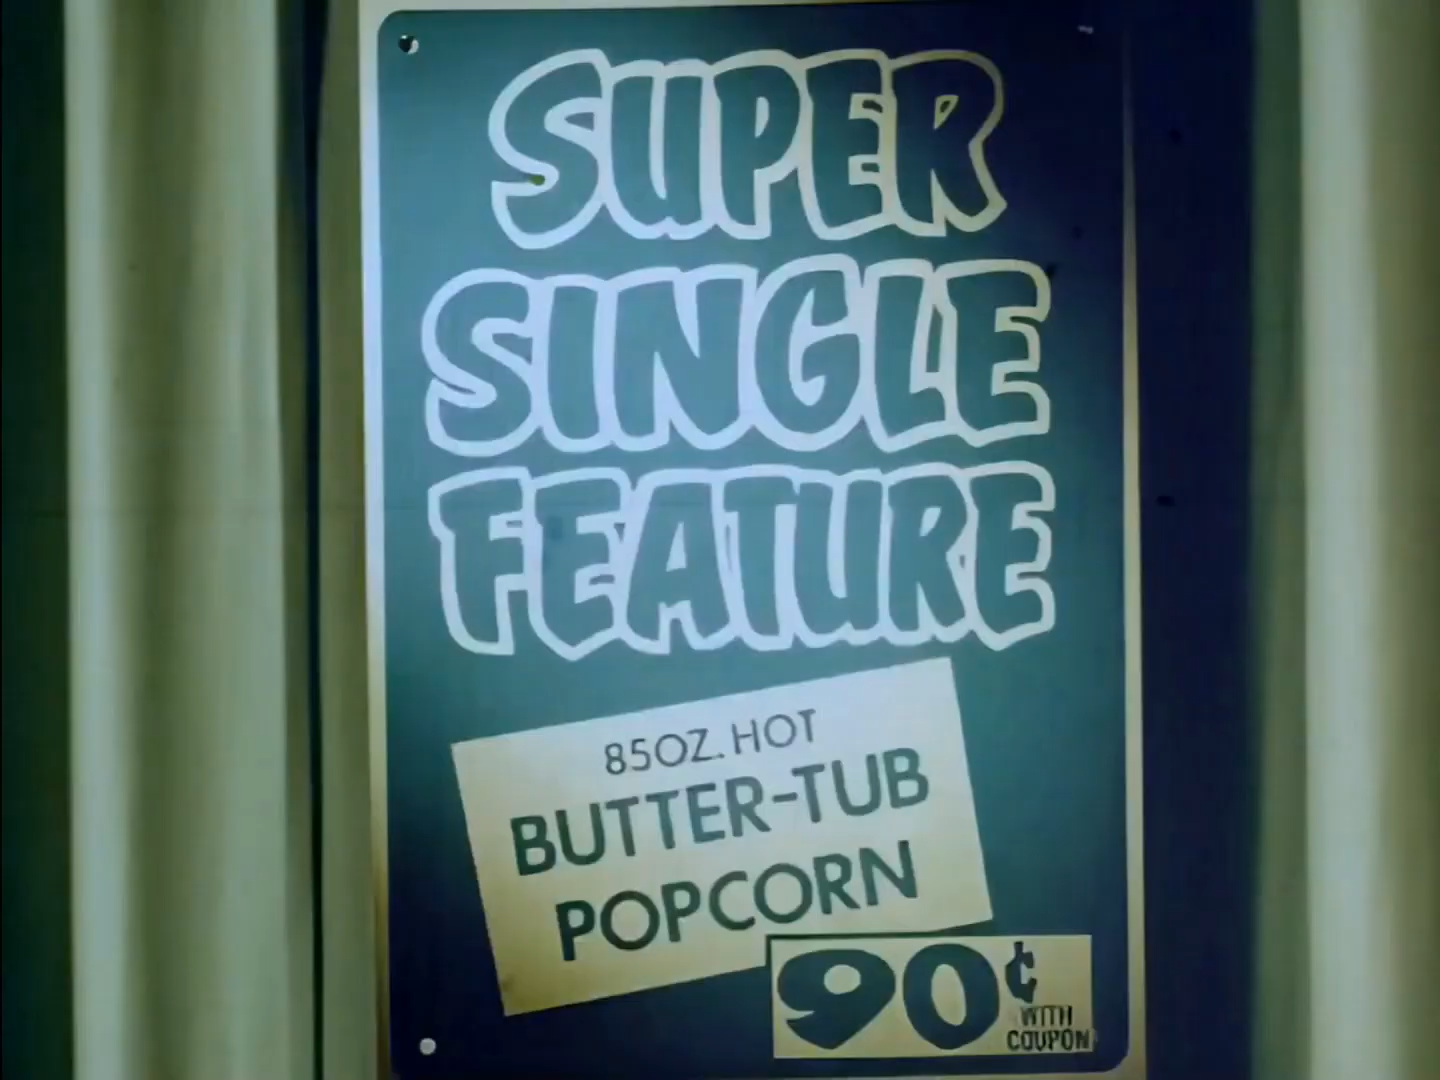 SUPER
SINGLE
FEATURE
85OZ. HOT
BUTTER-TUB
POPCORN
90¢
WITH
COUPON